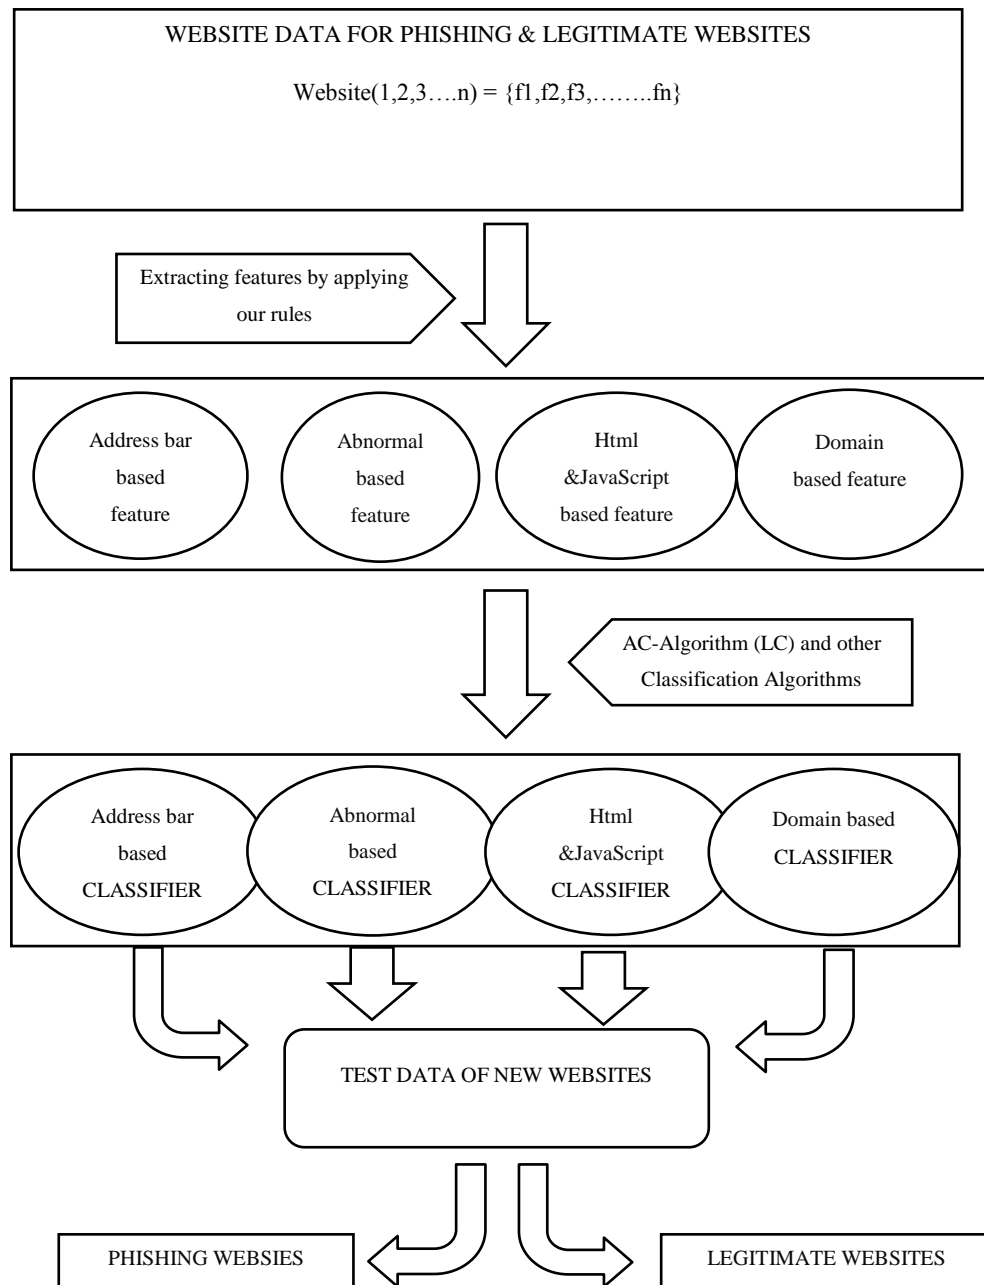 WEBSITE DATA FOR PHISHING & LEGITIMATE WEBSITES
Website(1,2,3….n) = {f1,f2,f3,……..fn}
Extracting features by applying
our rules
Address bar
based
feature
Abnormal
based
feature
Html
&JavaScript
based feature
Domain
based feature
AC-Algorithm (LC) and other
Classification Algorithms
Address bar
based
CLASSIFIER
Abnormal
based
CLASSIFIER
Html
&JavaScript
CLASSIFIER
Domain based
CLASSIFIER
TEST DATA OF NEW WEBSITES
PHISHING WEBSIES
LEGITIMATE WEBSITES